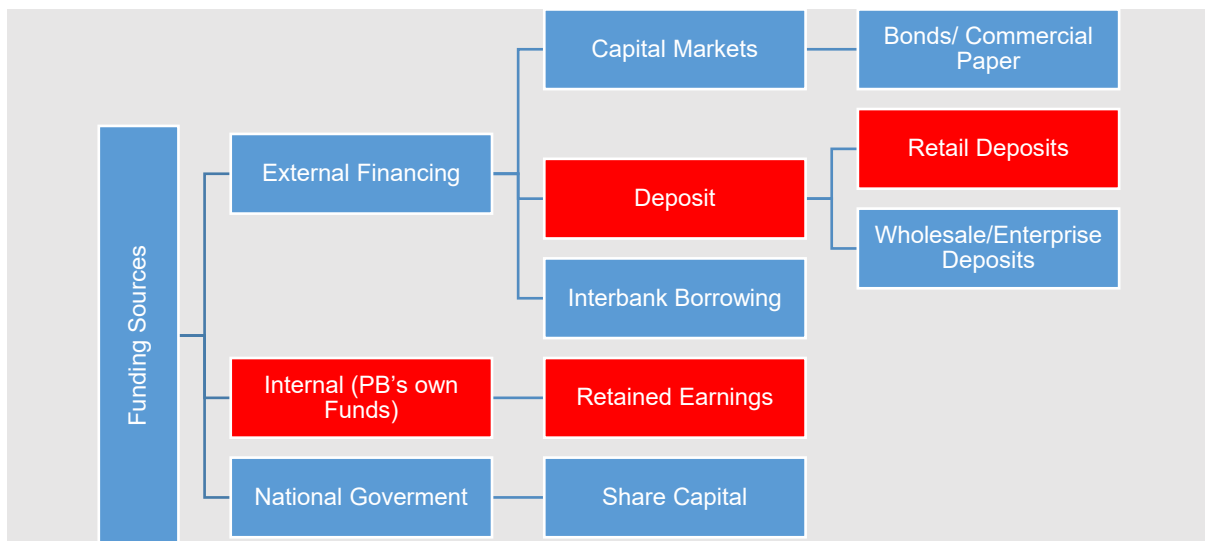 Funding Sources
External Financing
Capital Markets
Bonds/ Commercial
Paper
Deposit
Retail Deposits
Wholesale/Enterprise
Deposits
Interbank Borrowing
Internal (PB’s own
Funds)
Retained Earnings
National Goverment
Share Capital